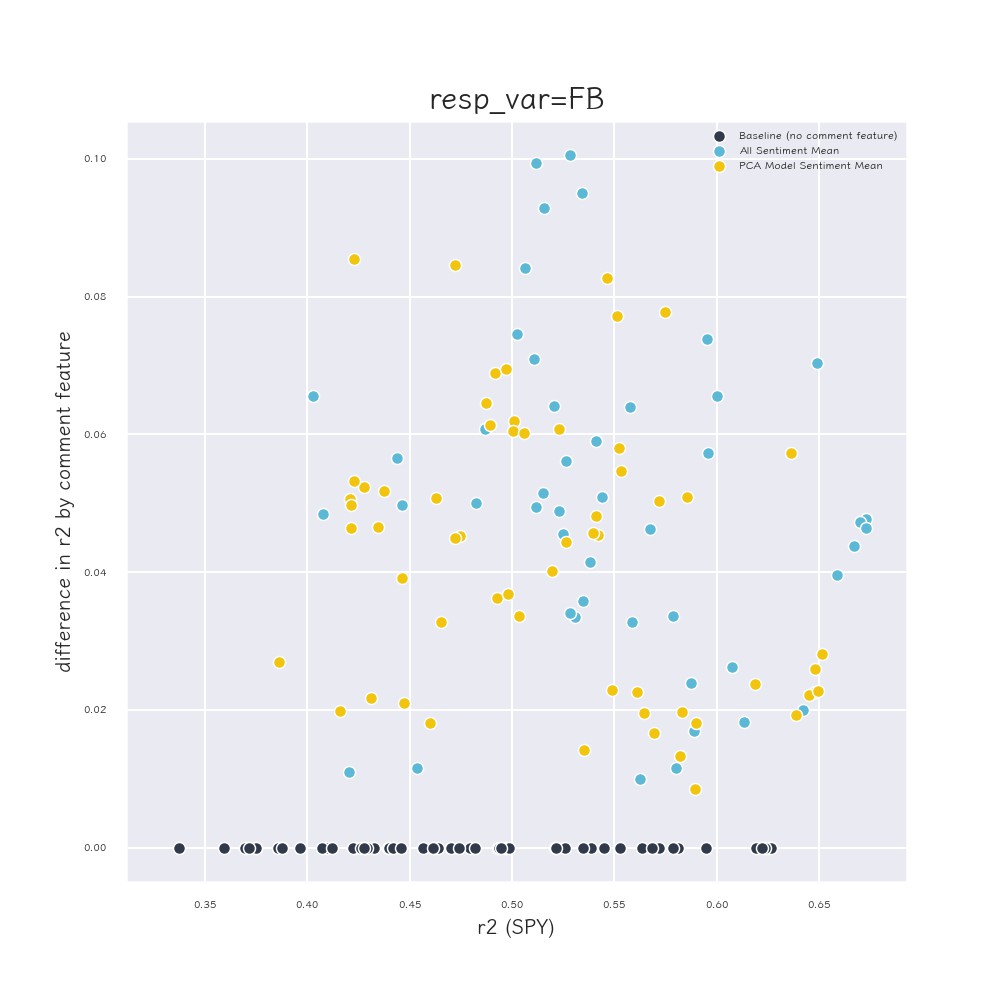 resp_var=FB
Baseline (no comment feature)
All Sentiment Mean
PCA Model Sentiment Mean
0.10
0.08
0.06
0.04
0.02
0.00
difference in r2 by comment feature
0.35 0.40 0.45 0.50 0.55 0.60 0.65
r2 (SPY)